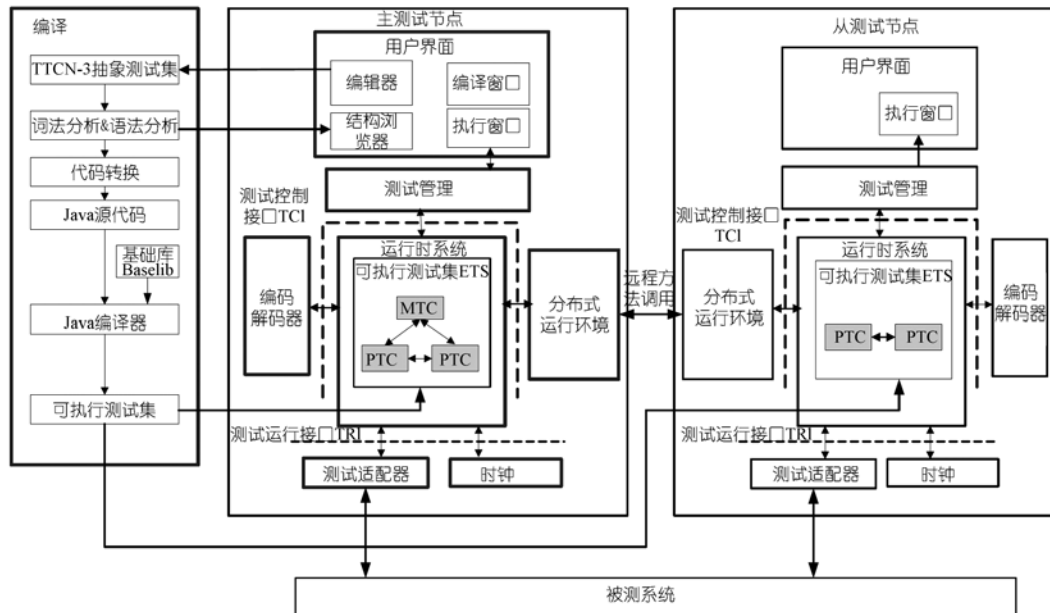 编译
TTCN-3抽象测试集
词法分析&语法分析
代码转换
Java源代码
基础库
Baselib
Java编译器
可执行测试集
主测试节点
用户界面
编辑器
编译窗口
结构浏
览器
执行窗口
测试管理
测试控制
接口TCI
运行时系统
可执行测试集ETS
MTC
PTC
PTC
编码
解码器
分布式
运行环境
测试运行接口TRI
测试适配器
时钟
远程方
法调用
从测试节点
用户界面
执行窗口
测试管理
测试控制接口
TCI
运行时系统
可执行测试集ETS
PTC
PTC
分布式
运行环境
编码
解码器
测试运行接口TRI
测试适配器
时钟
被测系统